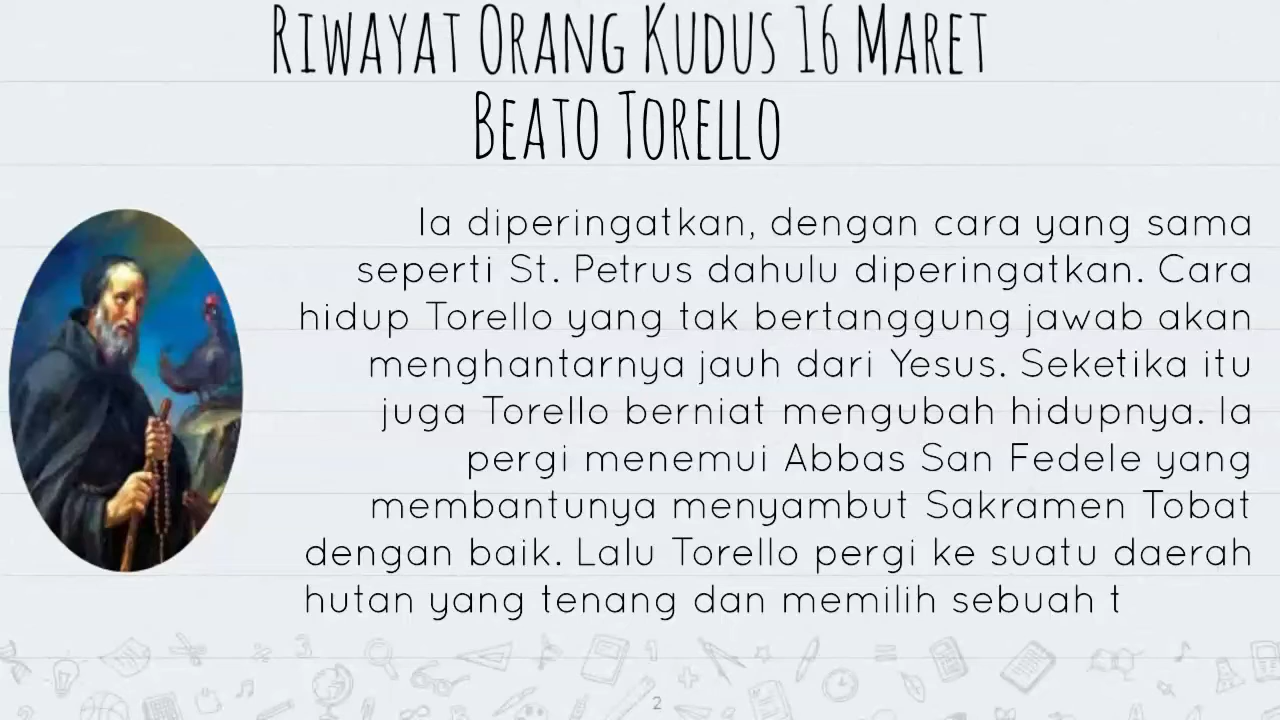 RIWAYAT ORANG KUDUS 16 MARET
BEATO TORELLO
Ia diperingatkan, dengan cara yang sama
seperti St. Petrus dahulu diperingatkan. Cara
hidup Torello yang tak bertanggung jawab akan
menghantarnya jauh dari Yesus. Seketika itu
juga Torello berniat mengubah hidupnya. Ia
pergi menemui Abbas San Fedele yang
membantunya menyambut Sakramen Tobat
dengan baik. Lalu Torello pergi ke suatu daerah
hutan yang tenang dan memilih sebuah t
2